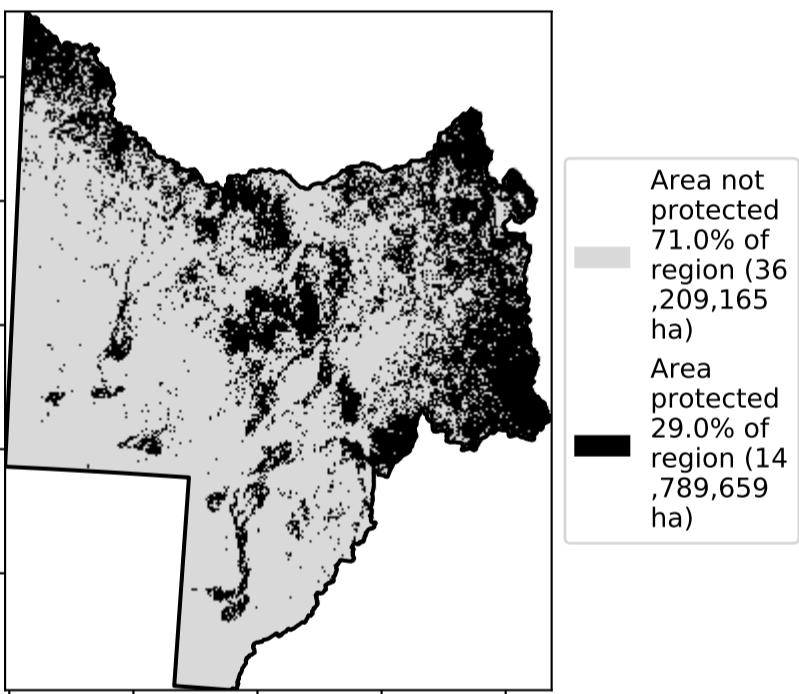 Area not
protected
71.0% of
region (36
,209,165
ha)
Area
protected
29.0% of
region (14
,789,659
ha)